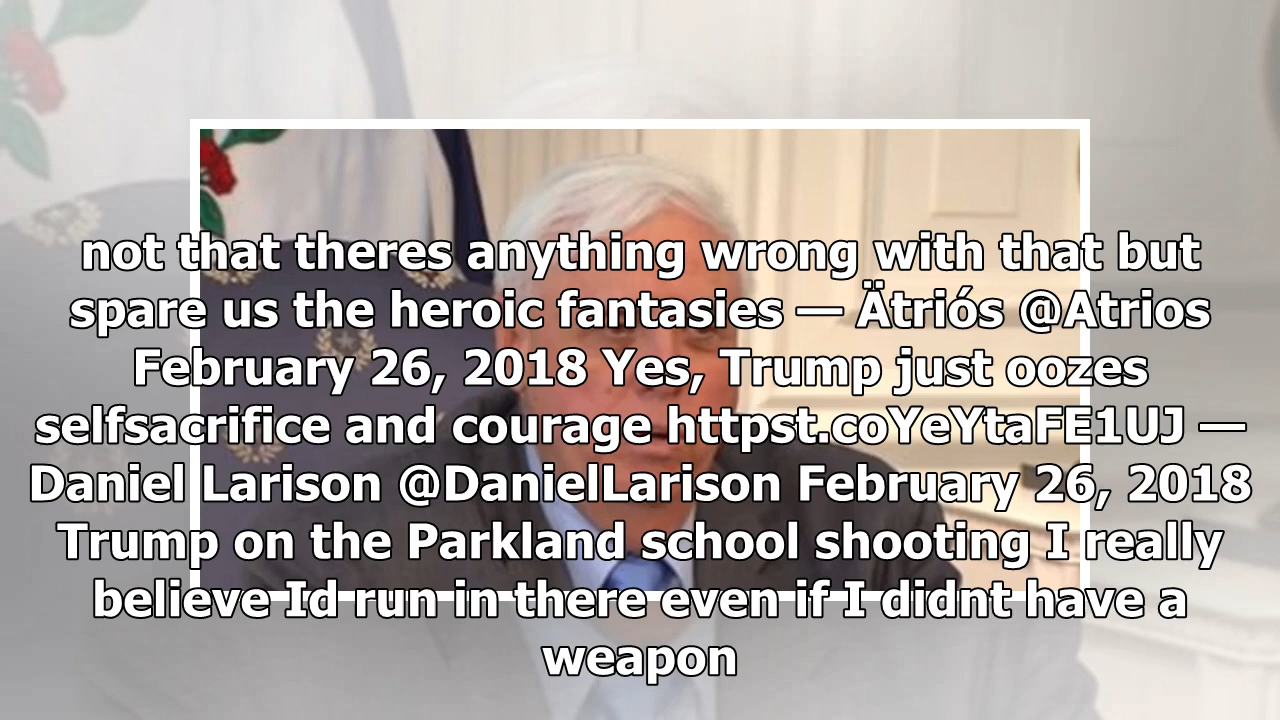 not that theres anything wrong with that but
spare us the heroic fantasies — Ätriós @Atrios
February 26, 2018 Yes, Trump just oozes
selfsacrifice and courage httpst.coYeYtaFE1UJ —
Daniel Larison @DanielLarison February 26, 2018
Trump on the Parkland school shooting I really
believe Id run in there even if I didnt have a
weapon